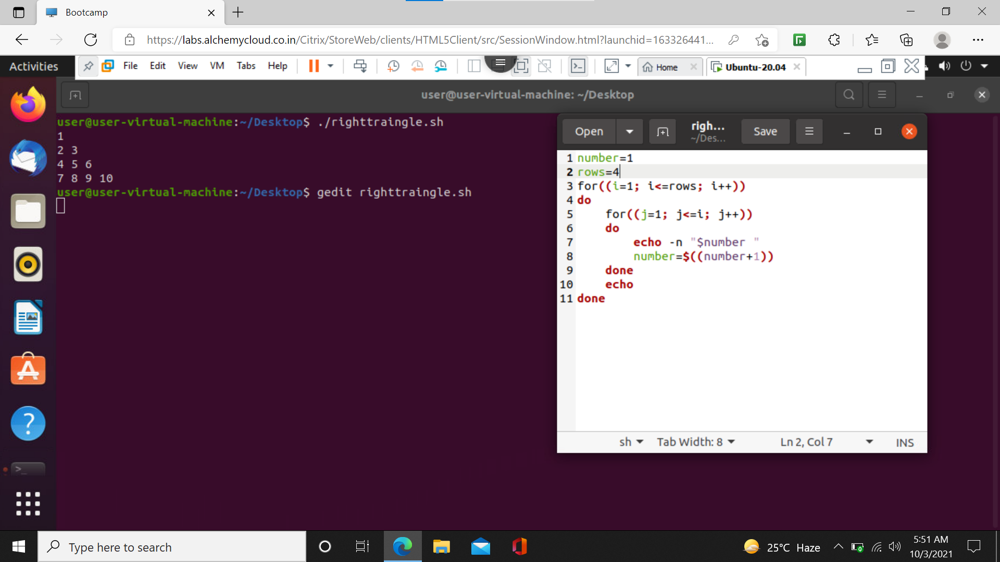 Bootcamp
https://labs.alchemycloud.co.in/Citrix/StoreWeb/clients/HTML5Client/src/SessionWindow.html?launchid=163326441...
Activities File Edit View VM Tabs Help Home Ubuntu-20.04
user@user-virtual-machine: ~/Desktop
user@user-virtual-machine:~/Desktop$ ./righttraingle.sh
1
2 3
4 5 6
7 8 9 10
user@user-virtual-machine:~/Desktop$ gedit righttraingle.sh
Open righ... Save
~/Des...
1 number=1
2 rows=4
3 for((i=1; i<=rows; i++))
4 do
5     for((j=1; j<=i; j++))
6     do
7         echo -n "$number "
8         number=$((number+1))
9     done
10     echo
11 done
sh Tab Width: 8 Ln 2, Col 7 INS
Type here to search
25°C Haze
5:51 AM
10/3/2021